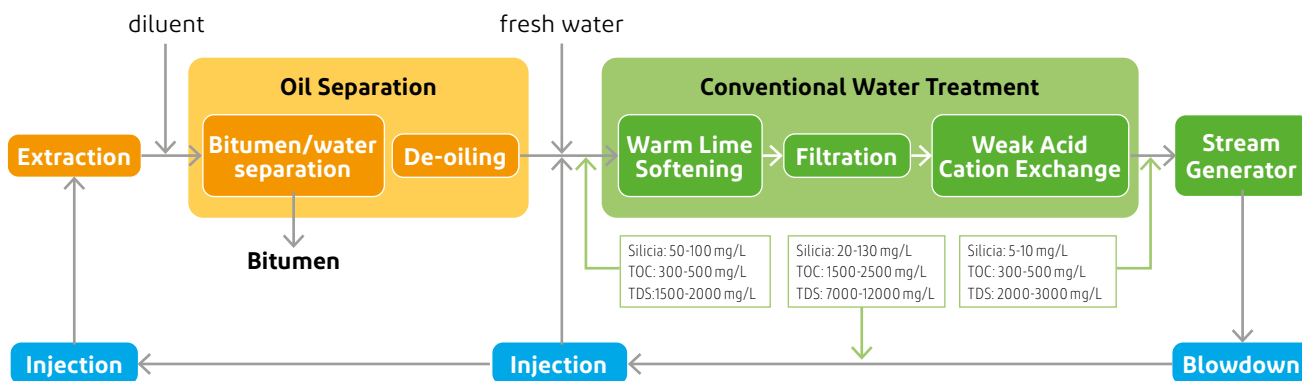 diluent
fresh water
Oil Separation
Conventional Water Treatment
Extraction
Bitumen/water
separation
De-oiling
Warm Lime
Softening
Filtration
Weak Acid
Cation Exchange
Stream
Generator
Bitumen
Silicia: 50-100 mg/L
TOC: 300-500 mg/L
TDS:1500-2000 mg/L
Silicia: 20-130 mg/L
TOC: 1500-2500 mg/L
TDS: 7000-12000 mg/L
Silicia: 5-10 mg/L
TOC: 300-500 mg/L
TDS: 2000-3000 mg/L
Injection
Injection
Blowdown